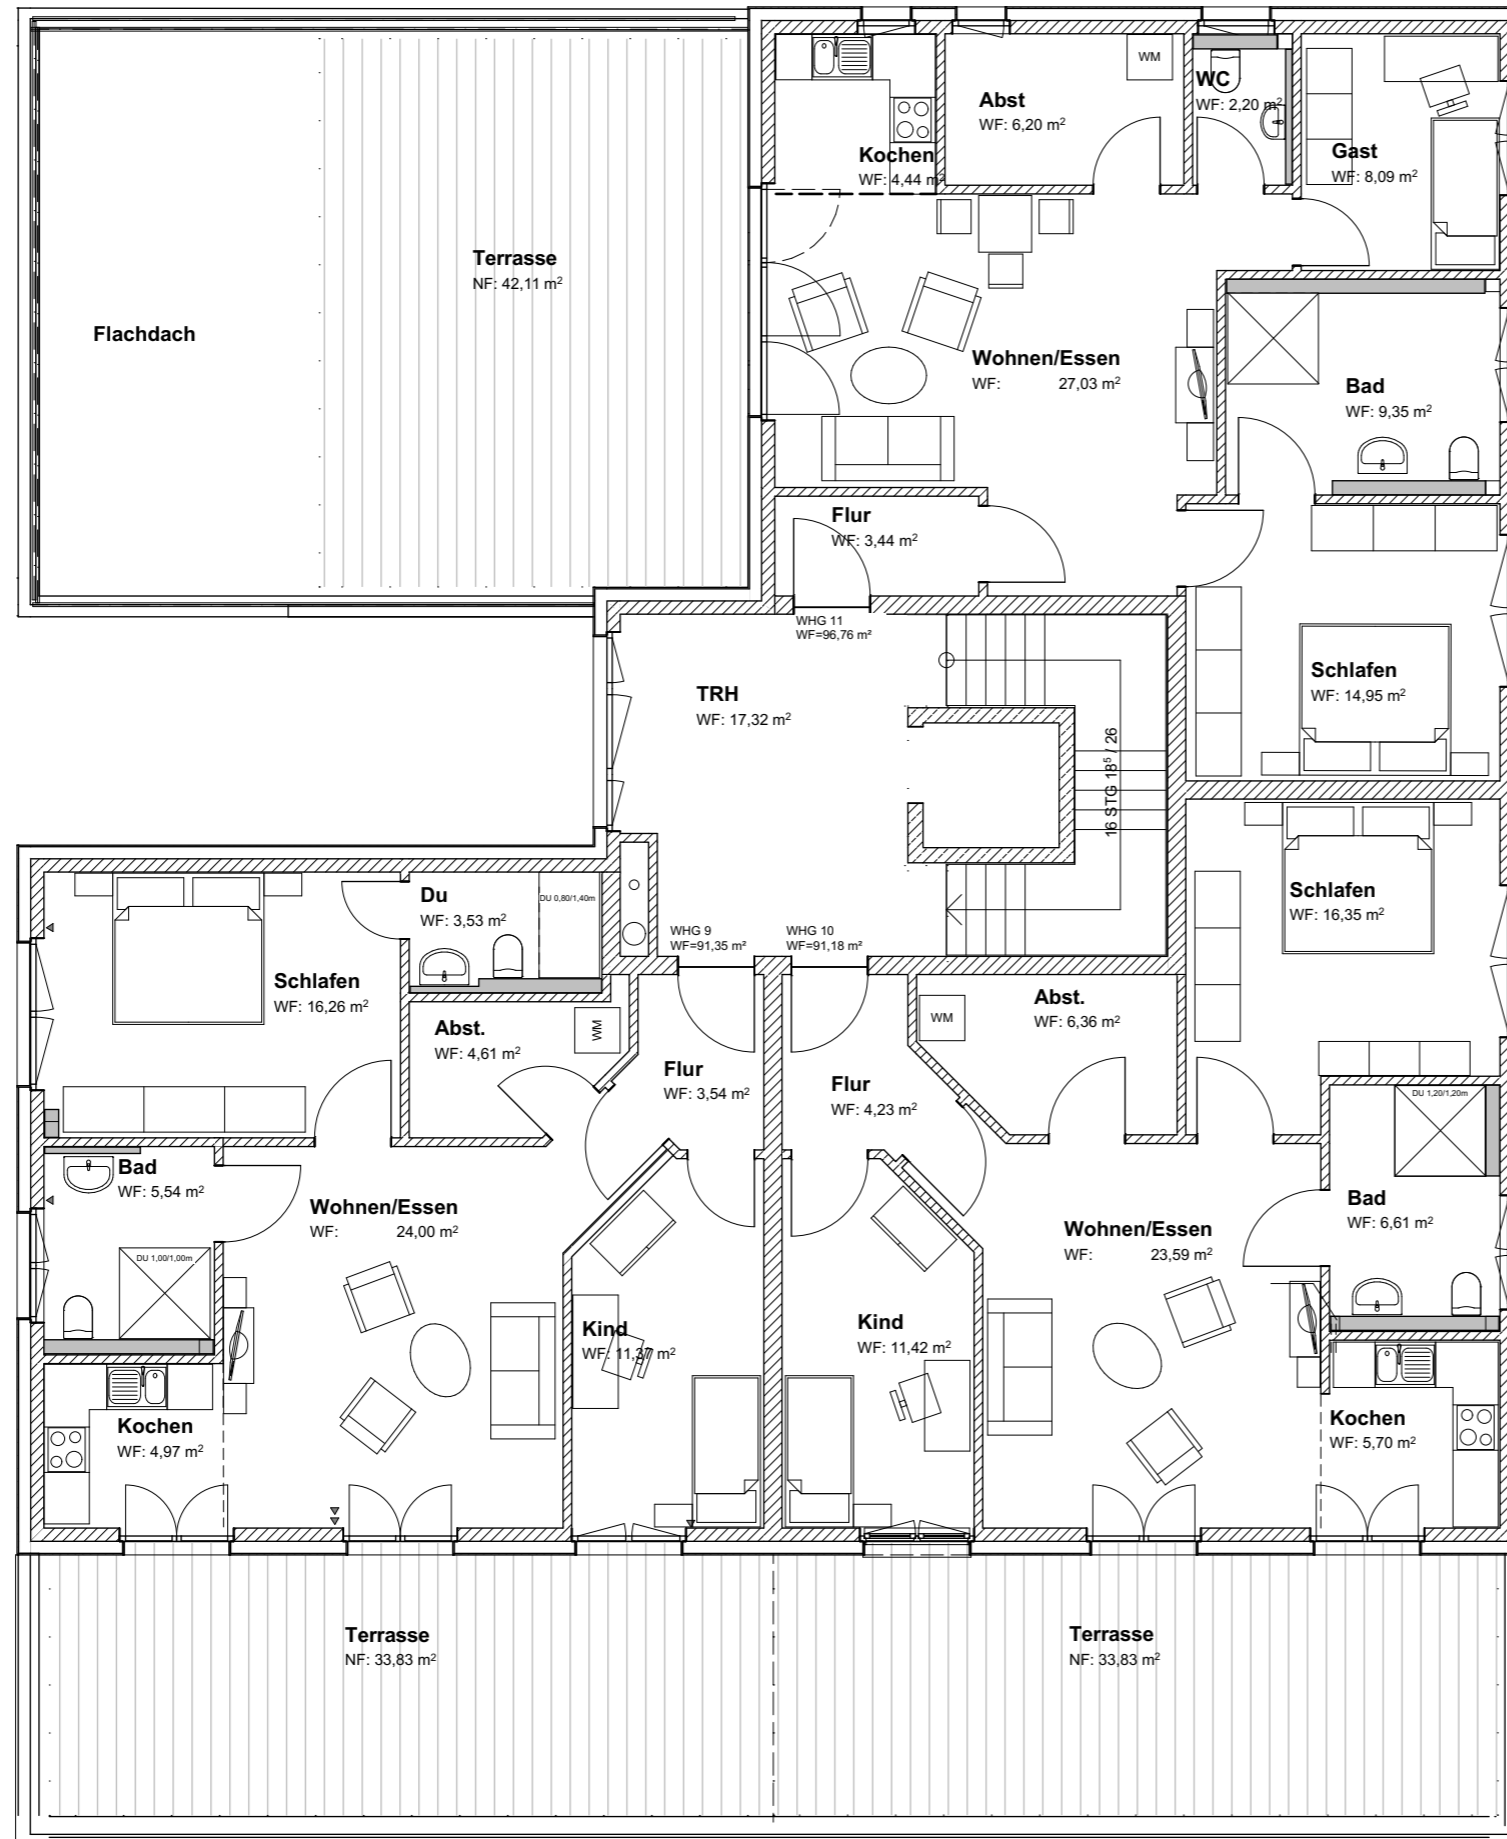 WM
WC
WF: 2,20 m²
Abst
WF: 6,20 m²
Kochen
WF: 4,44 m²
Gast
WF: 8,09 m²
Terrasse
NF: 42,11 m²
Flachdach
Wohnen/Essen
WF: 27,03 m²
Bad
WF: 9,35 m²
Flur
WF: 3,44 m²
WHG 11
WF=96,76 m²
TRH
WF: 17,32 m²
Schlafen
WF: 14,95 m²
16 STG 18⁵ / 26
Du
WF: 3,53 m²
DU 0,80/1,40m
Schlafen
WF: 16,35 m²
WHG 9
WF=91,35 m²
WHG 10
WF=91,18 m²
Schlafen
WF: 16,26 m²
Abst.
WF: 4,61 m²
WM
WM
Abst.
WF: 6,36 m²
Flur
WF: 3,54 m²
Flur
WF: 4,23 m²
DU 1,20/1,20m
Bad
WF: 5,54 m²
Wohnen/Essen
WF: 24,00 m²
Bad
WF: 6,61 m²
Wohnen/Essen
WF: 23,59 m²
DU 1,00/1,00m
Kind
WF: 11,37 m²
Kind
WF: 11,42 m²
Kochen
WF: 4,97 m²
Kochen
WF: 5,70 m²
Terrasse
NF: 33,83 m²
Terrasse
NF: 33,83 m²